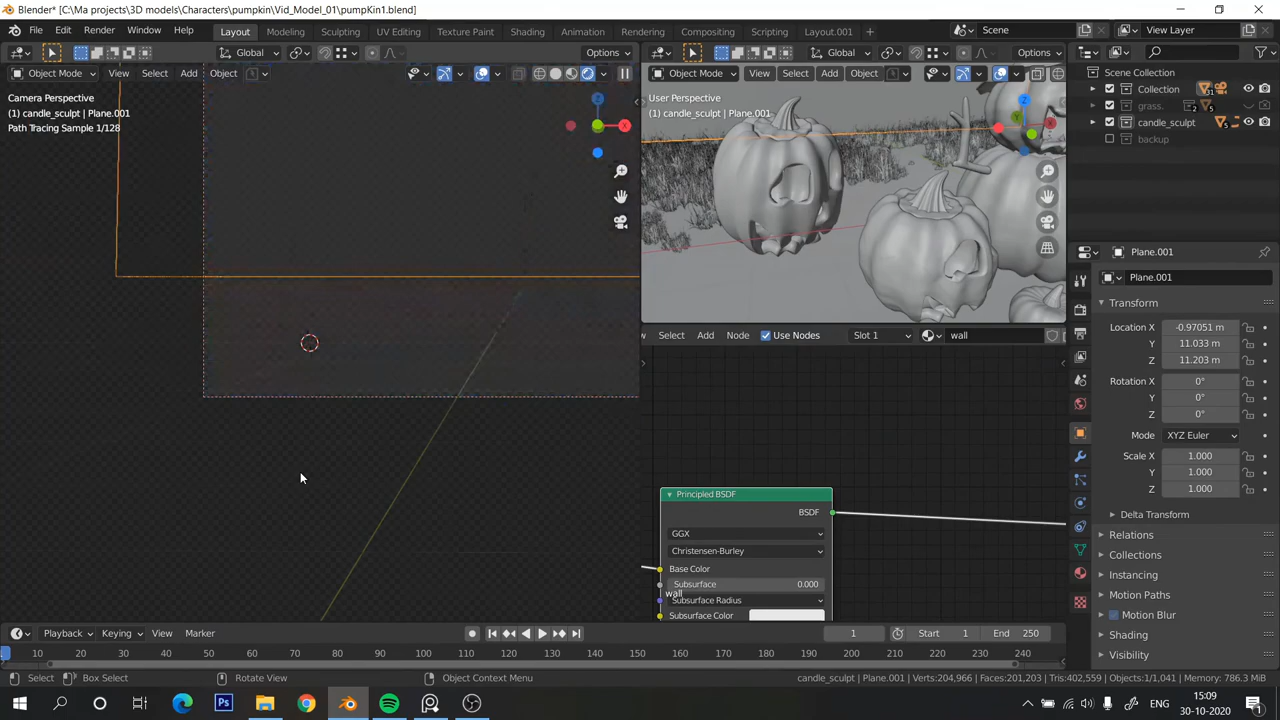 Blender* [C:\Ma projects\3D models\Characters\pumpkin\Vid_Model_01\pumpKin1.blend]
File Edit Render Window Help Layout Modeling Sculpting UV Editing Texture Paint Shading Animation Rendering Compositing Scripting Layout.001 + Scene View Layer
Global Options Global Options
Object Mode View Select Add Object Object Mode View Select Add Object
Scene Collection
Collection 31
grass. 2 5
candle_sculpt 5
backup
Camera Perspective
(1) candle_sculpt | Plane.001
Path Tracing Sample 1/128
Z
X
User Perspective
(1) candle_sculpt | Plane.001
Z
Y
X
Plane.001
Plane.001
Transform
Location X -0.97051 m
Y 11.033 m
Z 11.203 m
Rotation X 0°
Y 0°
Z 0°
Mode XYZ Euler
Scale X 1.000
Y 1.000
Z 1.000
Delta Transform
Relations
Collections
Instancing
Motion Paths
Motion Blur
Shading
Visibility
Select Add Node Use Nodes Slot 1 wall
Principled BSDF
BSDF
GGX
Christensen-Burley
Base Color
Subsurface 0.000
wall
Subsurface Radius
Subsurface Color
Playback Keying View Marker 1 Start 1 End 250
10 20 30 40 50 60 70 80 90 100 110 120 130 140 150 160 170 180 190 200 210 220 230 240
Select Box Select Rotate View Object Context Menu candle_sculpt | Plane.001 | Verts:204,966 | Faces:201,203 | Tris:402,559 | Objects:1/1,041 | Memory: 786.3 MiB
Ps
ENG
15:09
30-10-2020
1